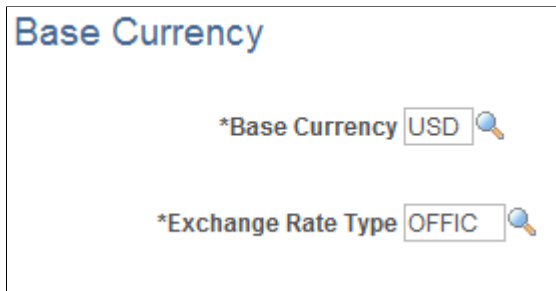 Base Currency
*Base Currency USD
*Exchange Rate Type OFFIC